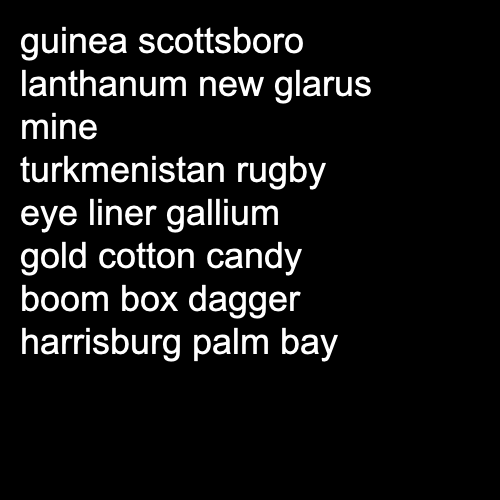 guinea scottsboro
lanthanum new glarus
mine
turkmenistan rugby
eye liner gallium
gold cotton candy
boom box dagger
harrisburg palm bay